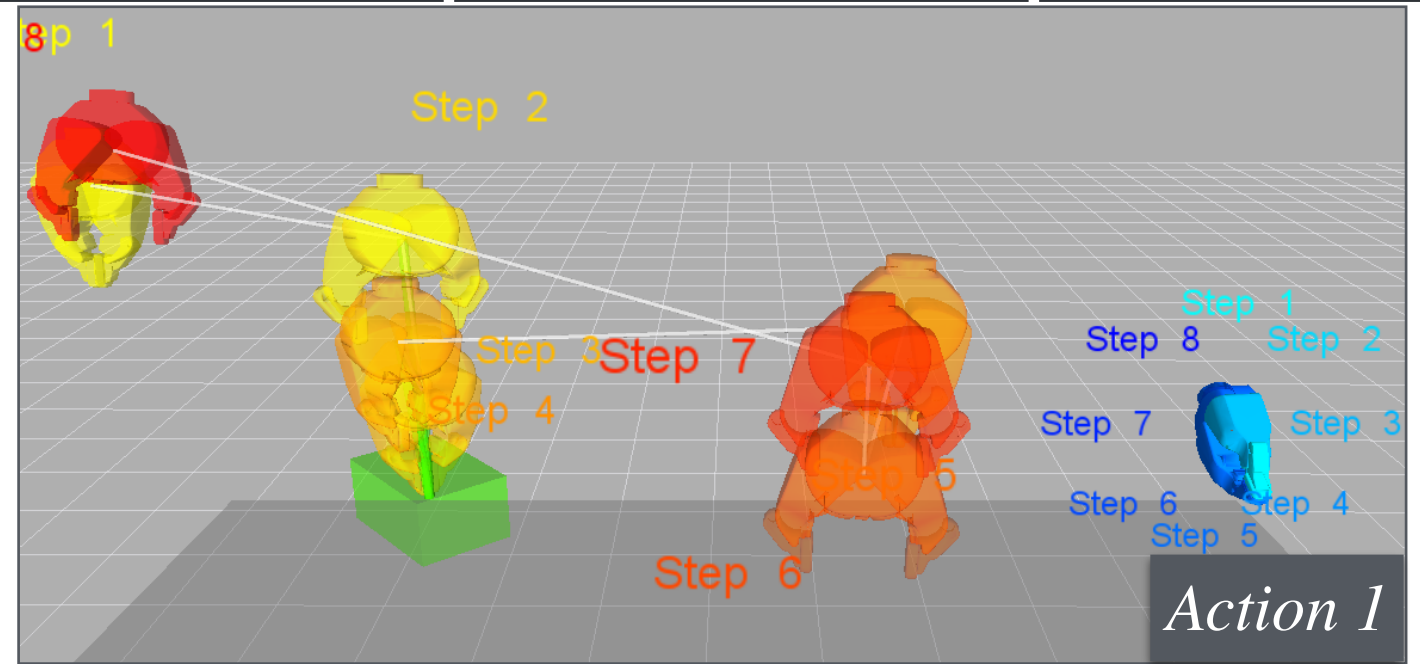 8
tep 1
Step 2
Step 1
Step 8
Step 2
Step 3
Step 7
Step 4
Step 7
Step 3
Step 5
Step 6
Step 4
Step 5
Step 6
Action 1